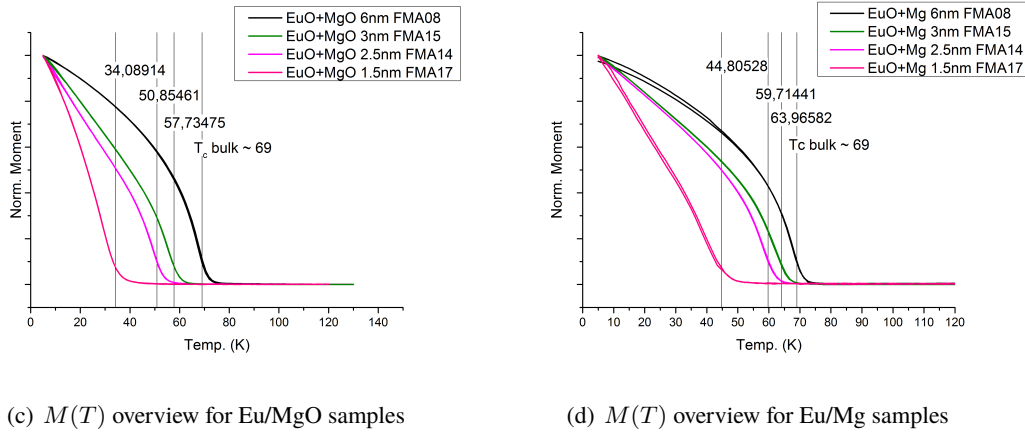 EuO+MgO 6nm FMA08
EuO+MgO 3nm FMA15
EuO+MgO 2.5nm FMA14
EuO+MgO 1.5nm FMA17
34,08914
50,85461
57,73475
Tc bulk ~ 69
Norm. Moment
0 20 40 60 80 100 120 140
Temp. (K)
(c) M(T) overview for Eu/MgO samples
EuO+Mg 6nm FMA08
EuO+Mg 3nm FMA15
EuO+Mg 2.5nm FMA14
EuO+Mg 1.5nm FMA17
44,80528
59,71441
63,96582
Tc bulk ~ 69
Norm. Moment
0 10 20 30 40 50 60 70 80 90 100 110 120
Temp. (K)
(d) M(T) overview for Eu/Mg samples